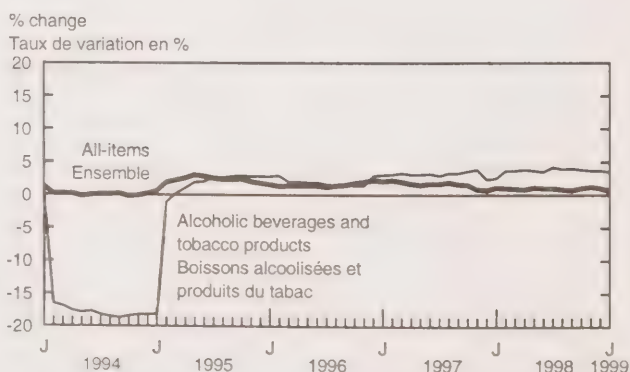 % change
Taux de variation en %
20
15
10
5
0
-5
-10
-15
-20
All-items
Ensemble
Alcoholic beverages and
tobacco products
Boissons alcoolisées et
produits du tabac
J J J J J J
1994 1995 1996 1997 1998 1999